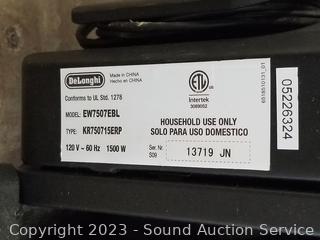 DeLonghi
Made in CHINA
Hecho en CHINA
Conforms to UL Std. 1278
MODEL: EW7507EBL
TYPE: KR750715ERP
120 V ~ 60 Hz 1500 W
ETL
Intertek
3089052
HOUSEHOLD USE ONLY
SOLO PARA USO DOMESTICO
Ser. Nr.
S09
13719 JN
6518510131_01
05226324
Copyright 2023 - Sound Auction Service